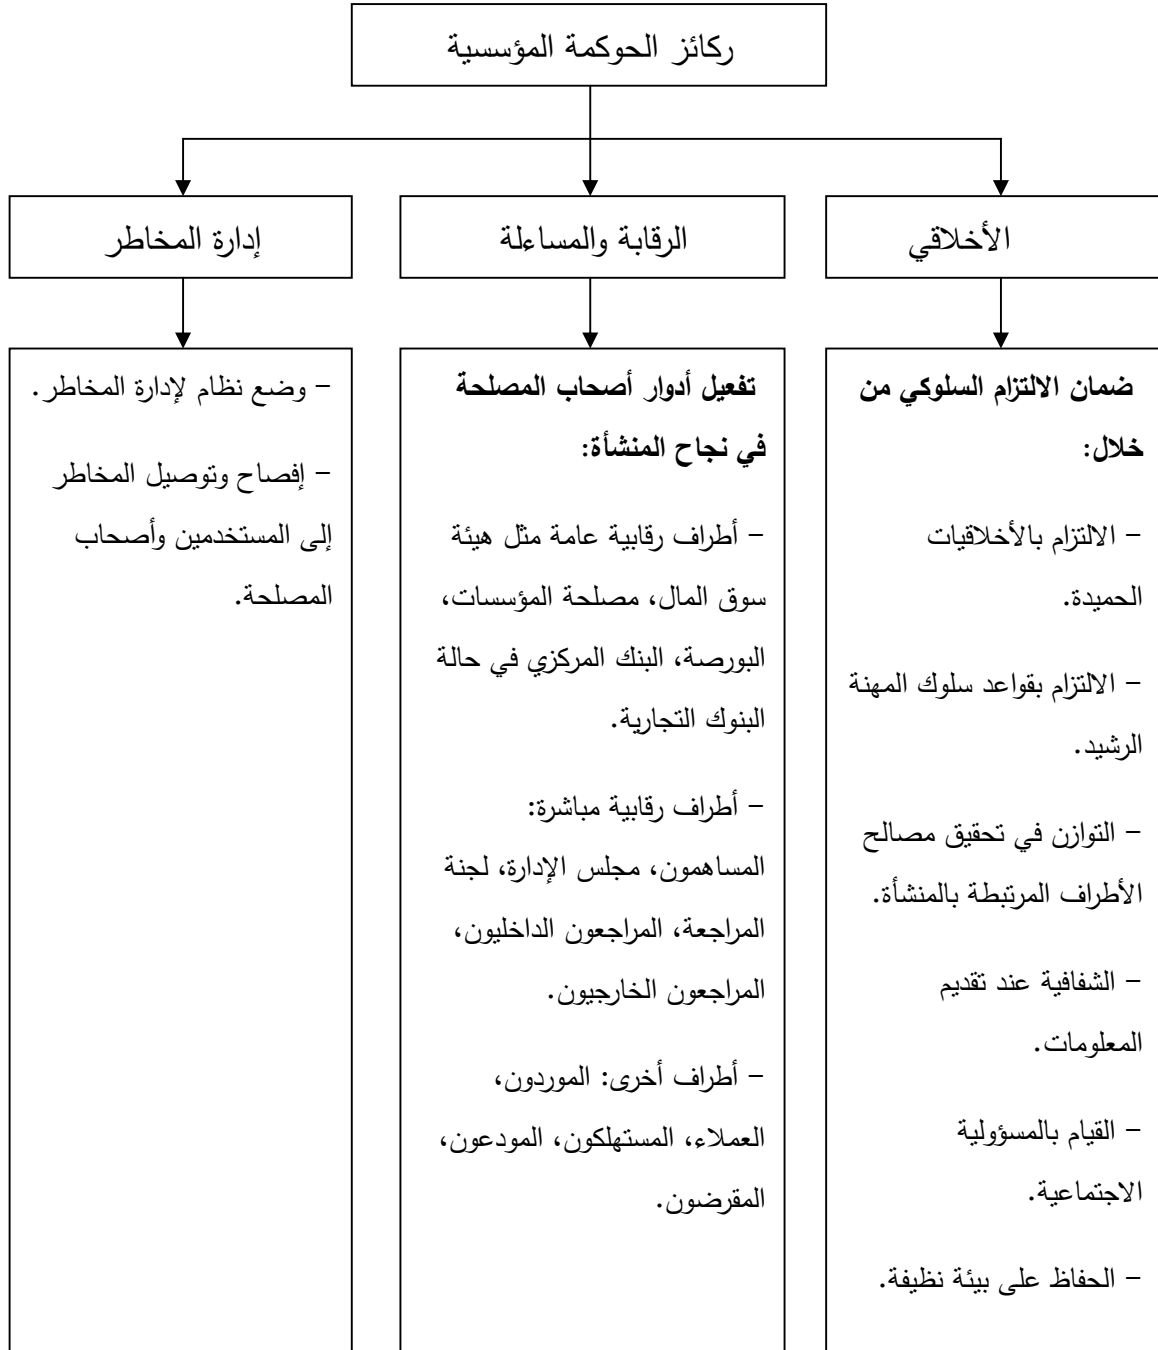 ركائز الحوكمة المؤسسية
الأخلاقي
الرقابة والمساءلة
إدارة المخاطر
ضمان الالتزام السلوكي من
خلال:
– الالتزام بالأخلاقيات
الحميدة.
– الالتزام بقواعد سلوك المهنة
الرشيد.
– التوازن في تحقيق مصالح
الأطراف المرتبطة بالمنشأة.
– الشفافية عند تقديم
المعلومات.
– القيام بالمسؤولية
الاجتماعية.
– الحفاظ على بيئة نظيفة.
تفعيل أدوار أصحاب المصلحة
في نجاح المنشأة:
– أطراف رقابية عامة مثل هيئة
سوق المال، مصلحة المؤسسات،
البورصة، البنك المركزي في حالة
البنوك التجارية.
– أطراف رقابية مباشرة:
المساهمون، مجلس الإدارة، لجنة
المراجعة، المراجعون الداخليون،
المراجعون الخارجيون.
– أطراف أخرى: الموردون،
العملاء، المستهلكون، المودعون،
المقرضون.
– وضع نظام لإدارة المخاطر.
– إفصاح وتوصيل المخاطر
إلى المستخدمين وأصحاب
المصلحة.